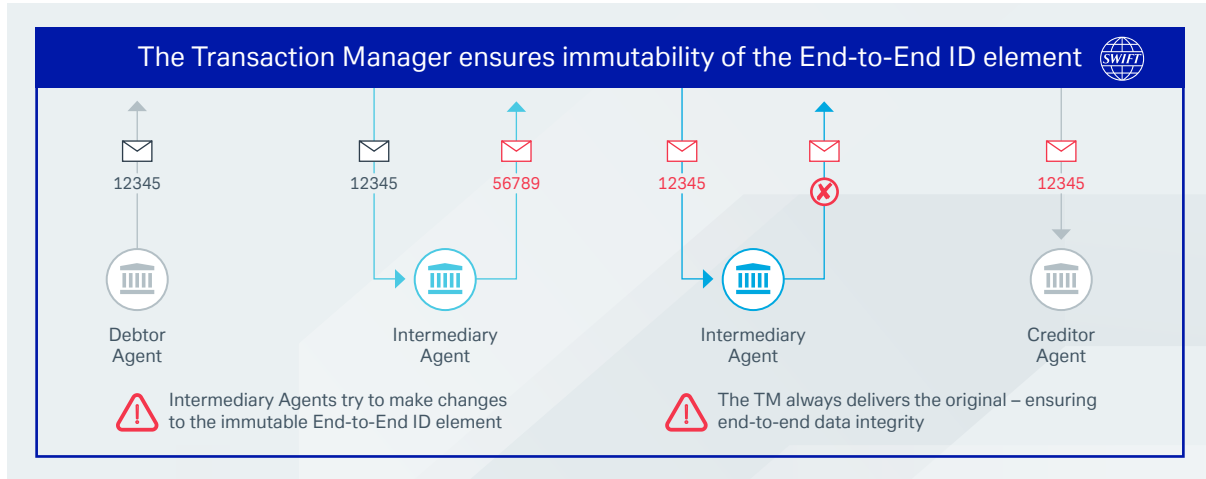 The Transaction Manager ensures immutability of the End-to-End ID element
SWIFT
12345
12345
56789
12345
12345
Debtor
Agent
Intermediary
Agent
Intermediary
Agent
Creditor
Agent
Intermediary Agents try to make changes
to the immutable End-to-End ID element
The TM always delivers the original – ensuring
end-to-end data integrity